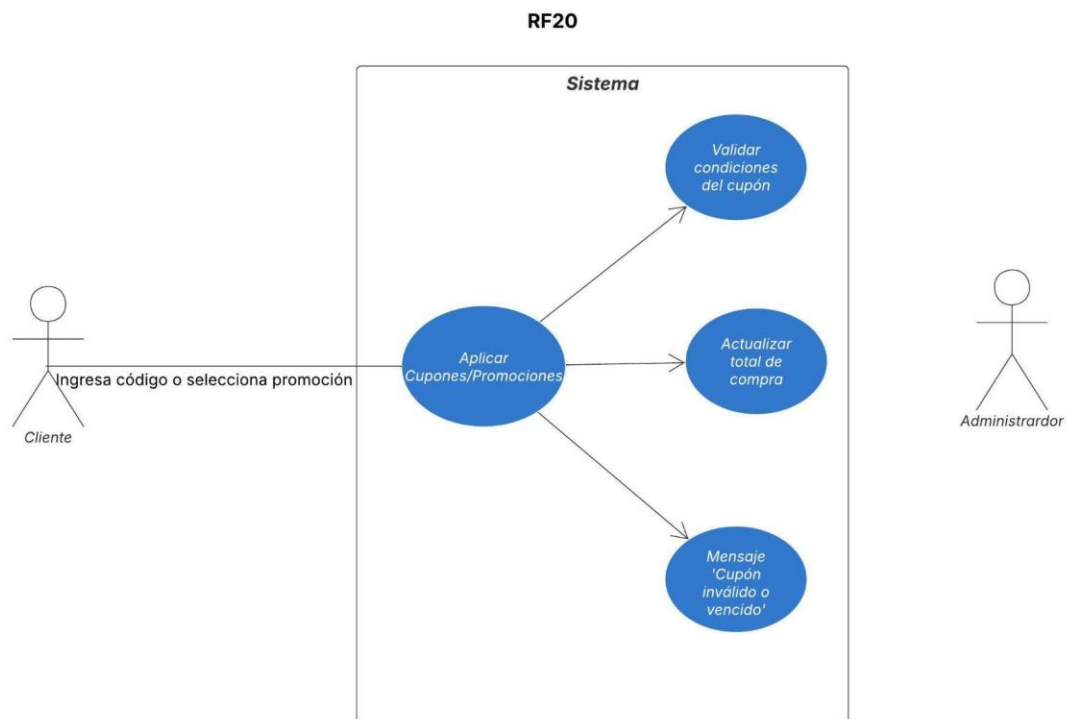 RF20
Sistema
Validar
condiciones
del cupón
Aplicar
Cupones/Promociones
Ingresa código o selecciona promoción
Actualizar
total de
compra
Cliente
Administrardor
Mensaje
'Cupón
inválido o
vencido'